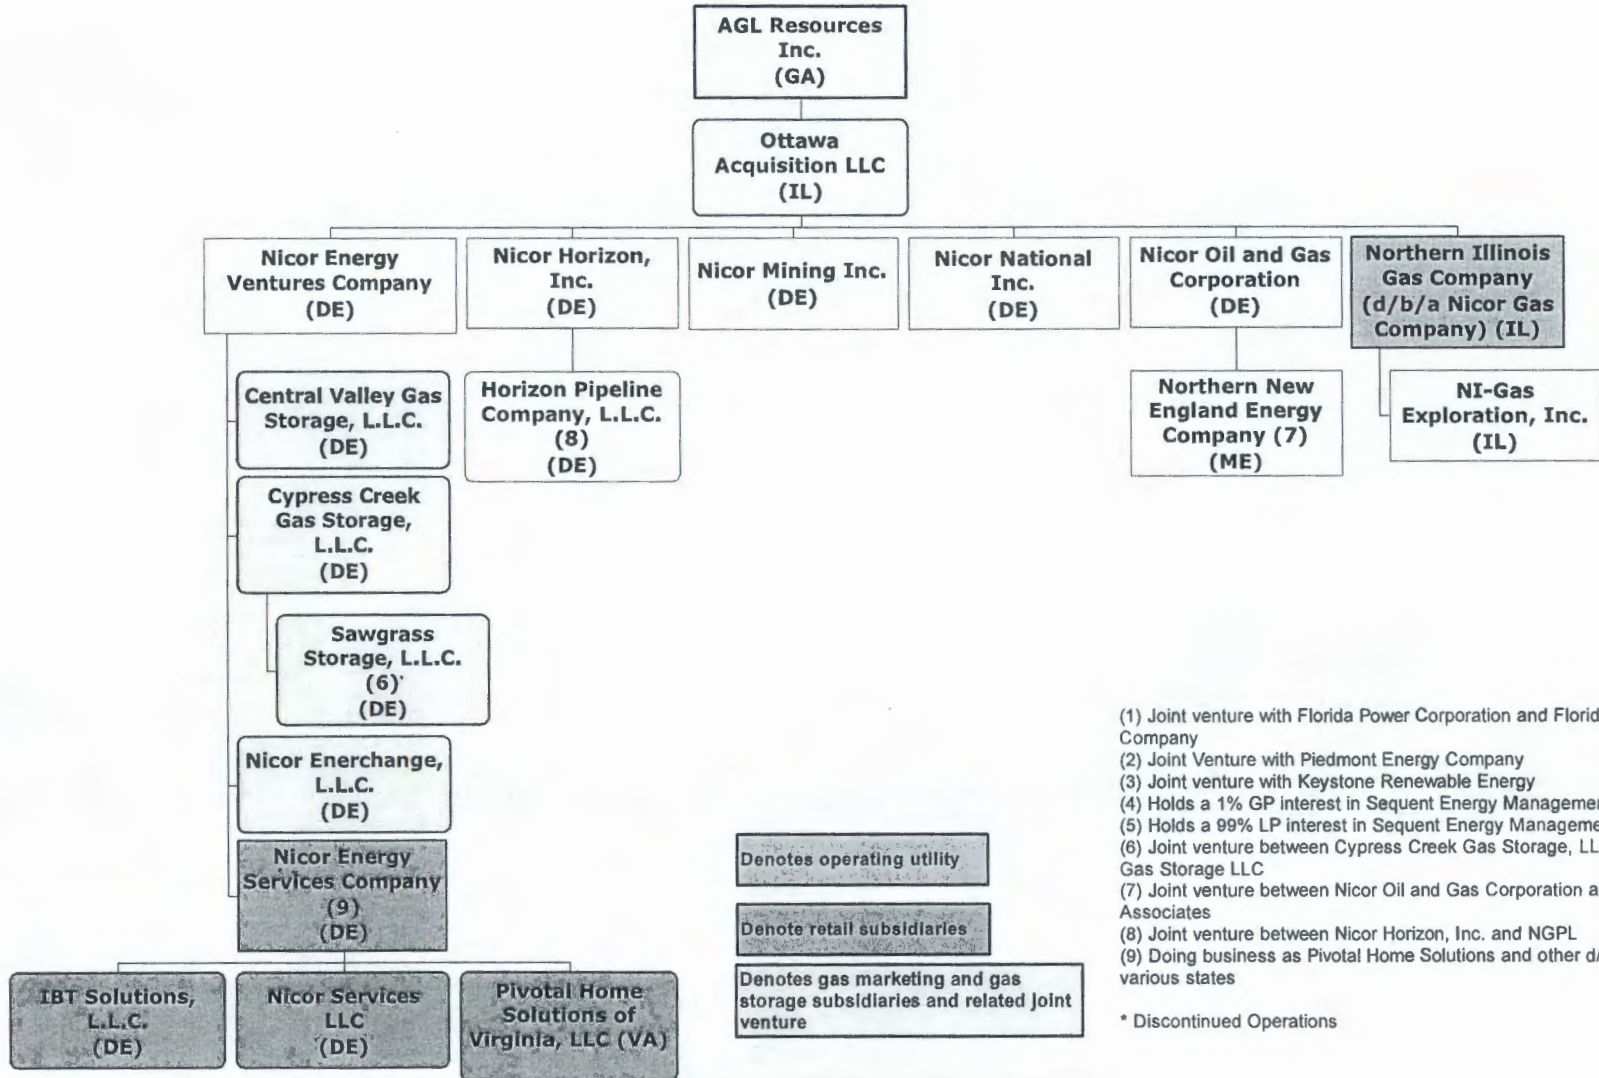 AGL Resources
Inc.
(GA)
Ottawa
Acquisition LLC
(IL)
Nicor Energy
Ventures Company
(DE)
Nicor Horizon,
Inc.
(DE)
Nicor Mining Inc.
(DE)
Nicor National
Inc.
(DE)
Nicor Oil and Gas
Corporation
(DE)
Northern Illinois
Gas Company
(d/b/a Nicor Gas
Company) (IL)
Central Valley Gas
Storage, L.L.C.
(DE)
Horizon Pipeline
Company, L.L.C.
(8)
(DE)
Northern New
England Energy
Company (7)
(ME)
NI-Gas
Exploration, Inc.
(IL)
Cypress Creek
Gas Storage,
L.L.C.
(DE)
Sawgrass
Storage, L.L.C.
(6)
(DE)
Nicor Enerchange,
L.L.C.
(DE)
Nicor Energy
Services Company
(9)
(DE)
IBT Solutions,
L.L.C.
(DE)
Nicor Services
LLC
(DE)
Pivotal Home
Solutions of
Virginia, LLC (VA)
Denotes operating utility
Denote retail subsidiaries
Denotes gas marketing and gas
storage subsidiaries and related joint
venture
(1) Joint venture with Florida Power Corporation and
Company
(2) Joint Venture with Piedmont Energy Company
(3) Joint venture with Keystone Renewable Energy
(4) Holds a 1% GP interest in Sequent Energy
(5) Holds a 99% LP interest in Sequent Energy
(6) Joint venture between Cypress Creek Gas Storage,
Gas Storage LLC
(7) Joint venture between Nicor Oil and Gas Corporation
Associates
(8) Joint venture between Nicor Horizon, Inc. and NGPL
(9) Doing business as Pivotal Home Solutions and other
various states
* Discontinued Operations